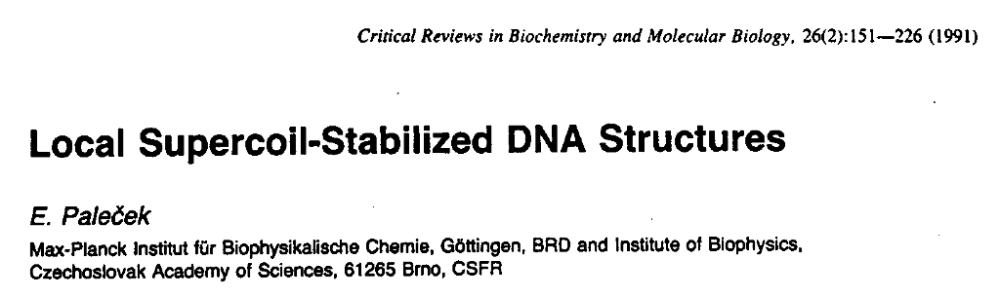 Critical Reviews in Biochemistry and Molecular Biology, 26(2):151—226 (1991)
Local Supercoil-Stabilized DNA Structures
E. Paleček
Max-Planck Institut für Biophysikalische Chemie, Göttingen, BRD and Institute of Biophysics,
Czechoslovak Academy of Sciences, 61265 Brno, CSFR